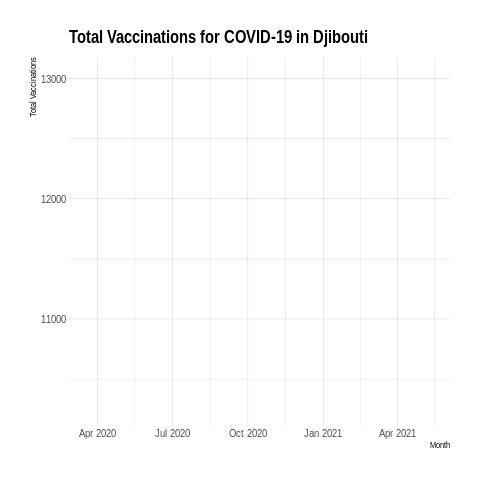 Total Vaccinations for COVID-19 in Djibouti
Total Vaccinations
13000
12000
11000
Apr 2020 Jul 2020 Oct 2020 Jan 2021 Apr 2021
Month